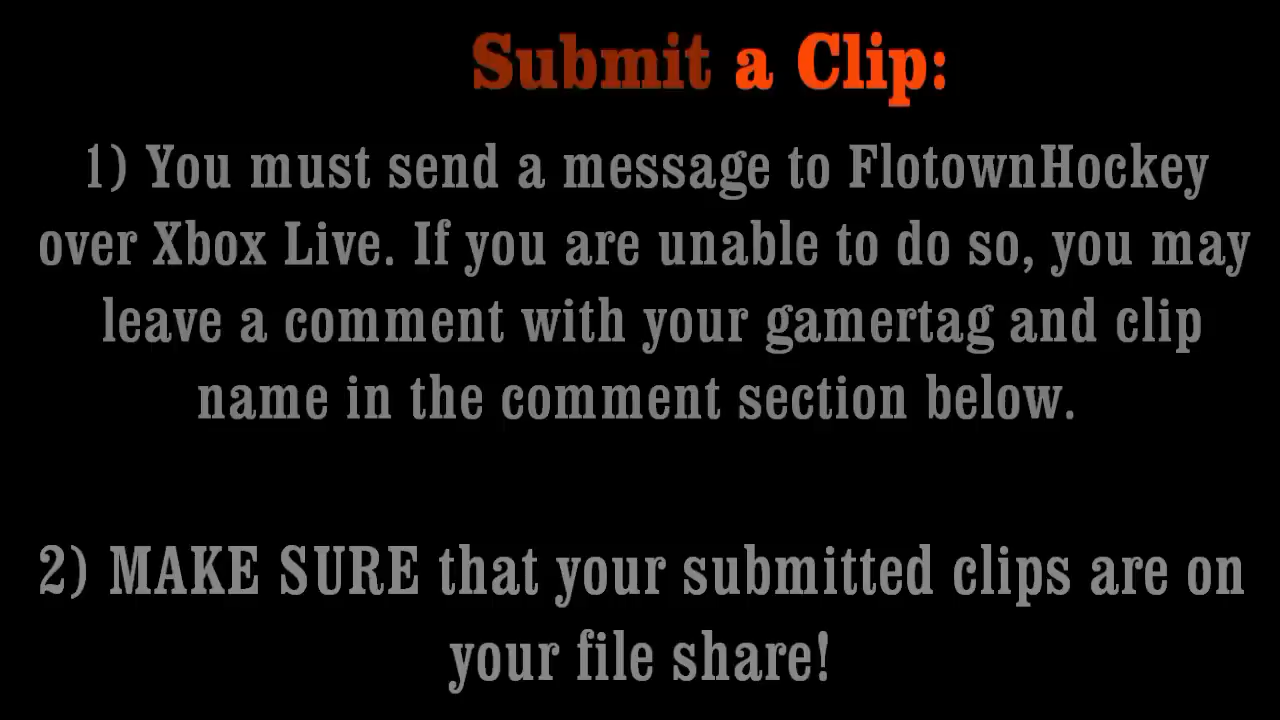 Submit a Clip:
1) You must send a message to FlotownHockey
over Xbox Live. If you are unable to do so, you may
leave a comment with your gamertag and clip
name in the comment section below.
2) MAKE SURE that your submitted clips are on
your file share!